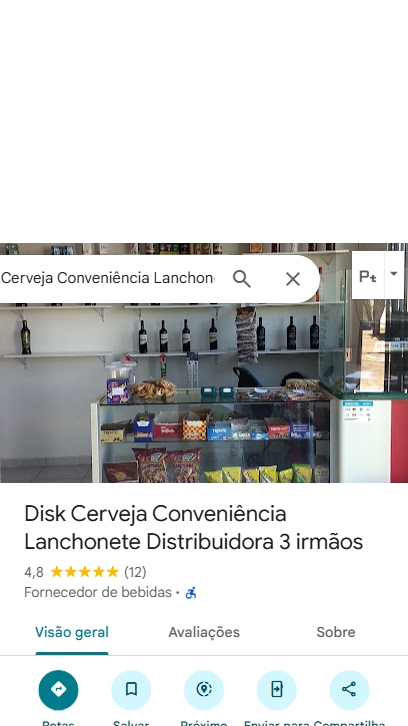 Cerveja Conveniência Lanchon
Disk Cerveja Conveniência
Lanchonete Distribuidora 3 irmãos
4,8 (12)
Fornecedor de bebidas ·
Visão geral Avaliações Sobre
Rotas Salvar Próximo Enviar para Compartilha